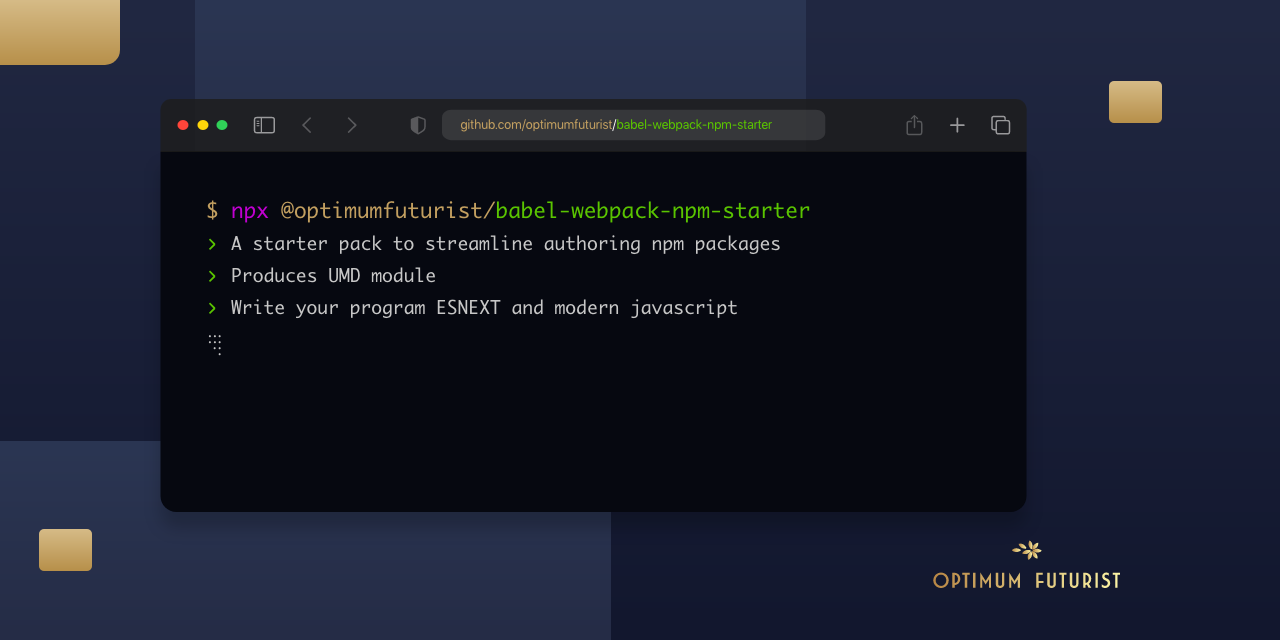 github.com/optimumfuturist/babel-webpack-npm-starter
$ npx @optimumfuturist/babel-webpack-npm-starter
› A starter pack to streamline authoring npm packages
› Produces UMD module
› Write your program ESNEXT and modern javascript
OPTIMUM FUTURIST